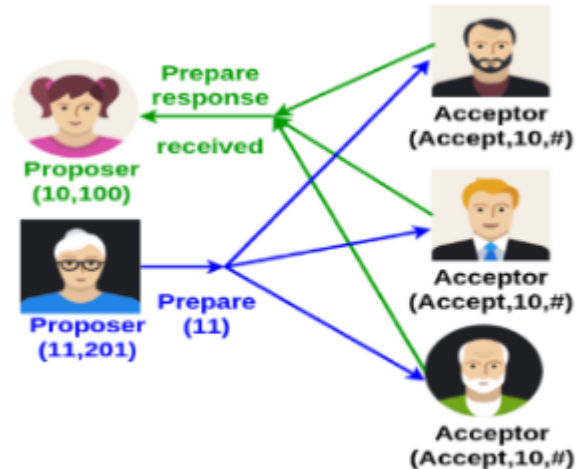 Prepare
response
received
Proposer
(10,100)
Proposer
(11,201)
Prepare
(11)
Acceptor
(Accept,10,#)
Acceptor
(Accept,10,#)
Acceptor
(Accept,10,#)